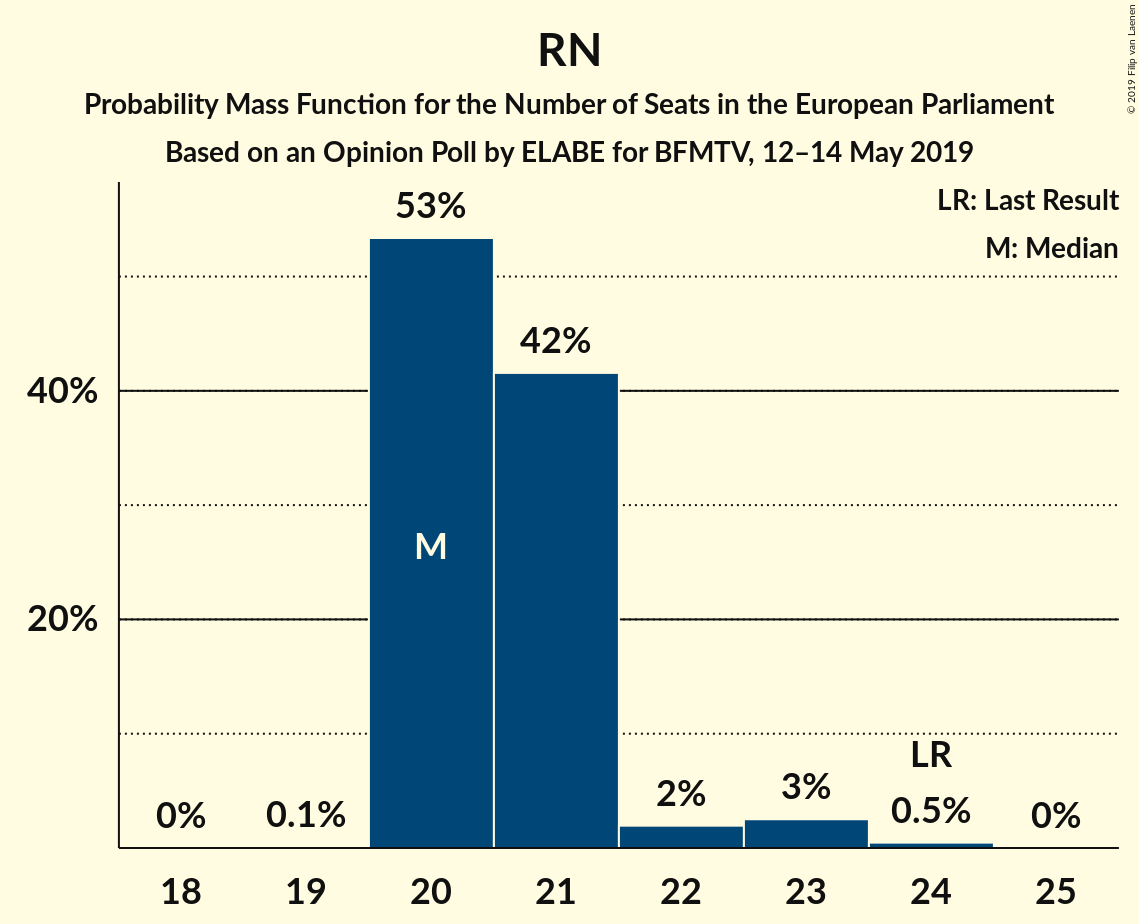 RN
Probability Mass Function for the Number of Seats in the European Parliament
Based on an Opinion Poll by ELABE for BFMTV, 12–14 May 2019
© 2019 Filip van Laenen
LR: Last Result
M: Median
53%
42%
40%
M
20%
LR
0%
0.1%
2%
3%
0.5%
0%
18
19
20
21
22
23
24
25